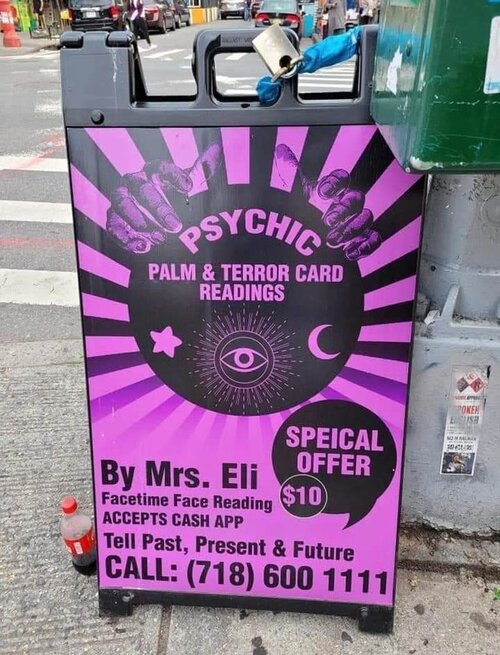 PSYCHIC
PALM & TERROR CARD
READINGS
SPEICAL
OFFER
$10
By Mrs. Eli
Facetime Face Reading
ACCEPTS CASH APP
Tell Past, Present & Future
CALL: (718) 600 1111